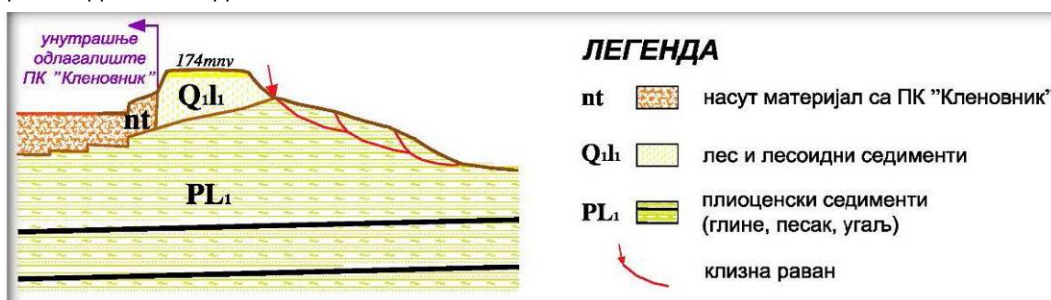 унутрашње
одлагалиште
ПК "Кленовник"
174mnv
Q₁l₁
nt
PL₁
ЛЕГЕНДА
nt насут материјал са ПК "Кленовник"
Q₁l₁ лес и лесоидни седименти
PL₁ плиоценски седименти
(глине, песак, угаљ)
клизна раван